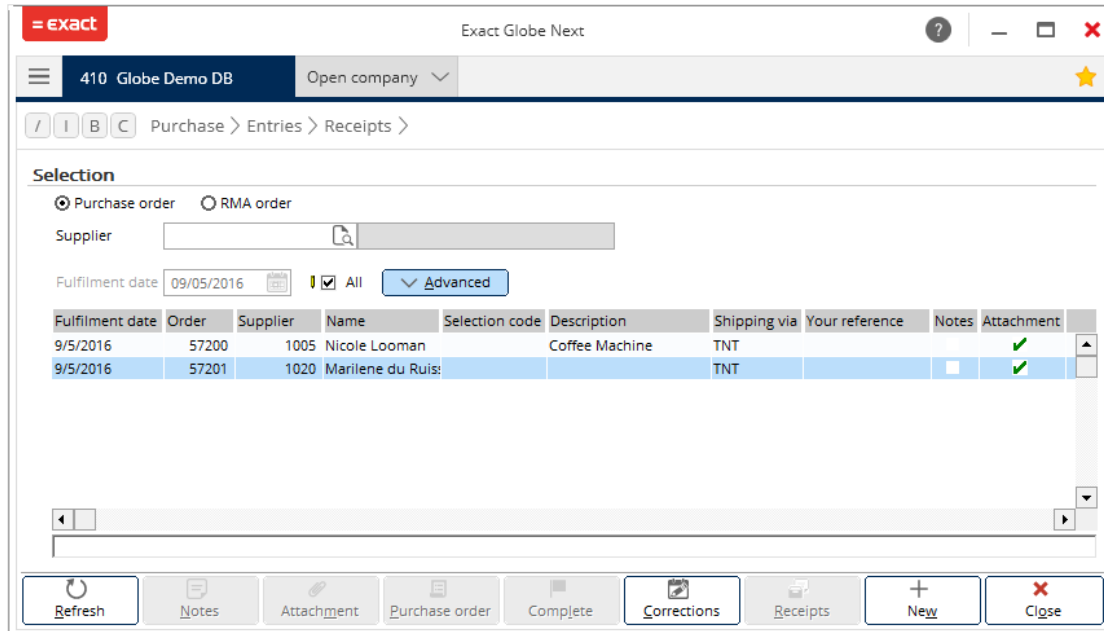 = exact
Exact Globe Next
?
410 Globe Demo DB
Open company
/ I B C Purchase > Entries > Receipts >
Selection
Purchase order RMA order
Supplier
Fulfilment date 09/05/2016 All Advanced
Fulfilment date Order Supplier Name Selection code Description Shipping via Your reference Notes Attachment
9/5/2016 57200 1005 Nicole Looman Coffee Machine TNT
9/5/2016 57201 1020 Marilene du Ruis TNT
Refresh Notes Attachment Purchase order Complete Corrections Receipts New Close